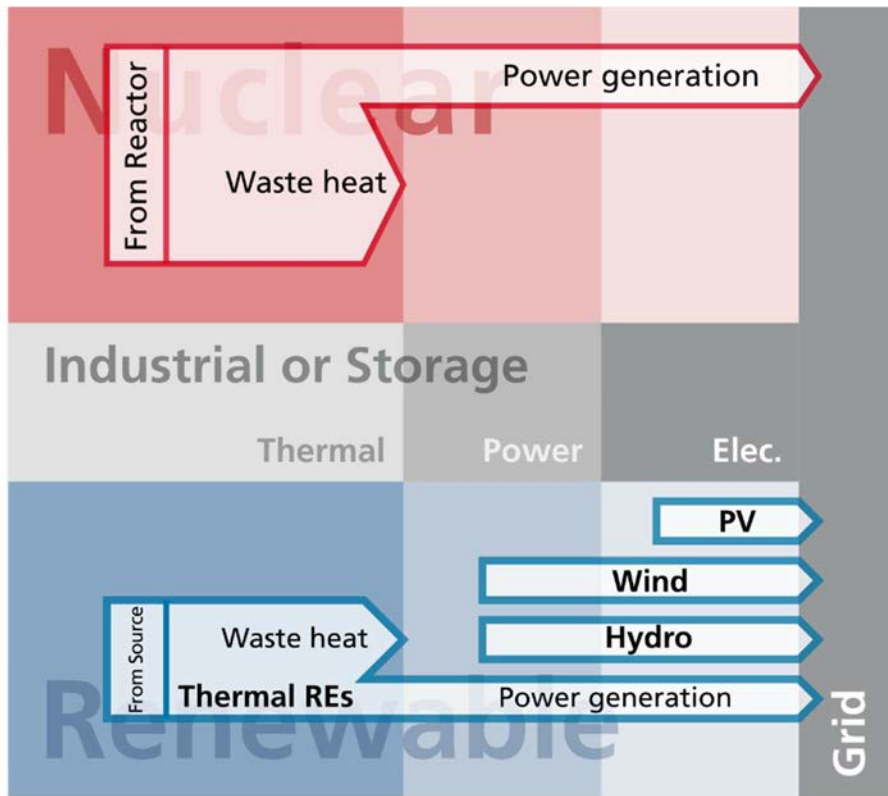 Nuclear
From Reactor
Power generation
Waste heat
Industrial or Storage
Thermal
Power
Elec.
PV
Wind
Hydro
From Source
Waste heat
Thermal REs
Power generation
Renewable
Grid